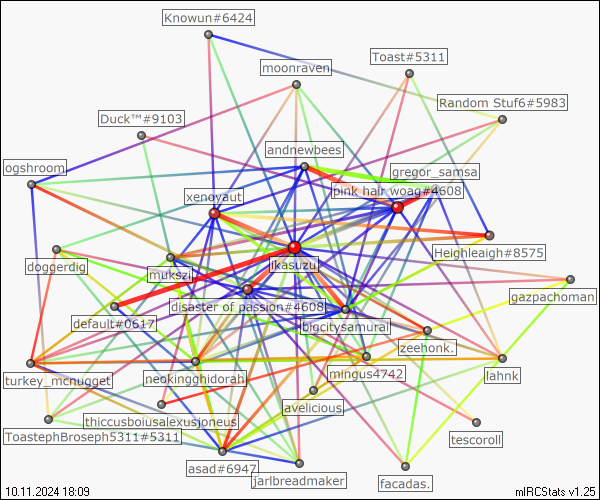 Knowun#6424
Toast#5311
moonraven
Random Stuf6#5983
Duck™#9103
andnewbees
ogshroom
gregor_samsa
xenoyaut
pink hair woag#4608
Heighleaigh#8575
ikasuzu
doggerdig
mrkszi
gazpachoman
disaster of passion#4608
default#0617
bigcitysamurai
zeehonk.
turkey_mcnugget
neokingghidorah
mingus4742
lahnk
avelicious
thiccusboiusalexusjoneus
ToastephBroseph5311#5311
tescoroll
asad#6947
jarlbreadmaker
facadas.
10.11.2024 18:09
mIRCStats v1.25